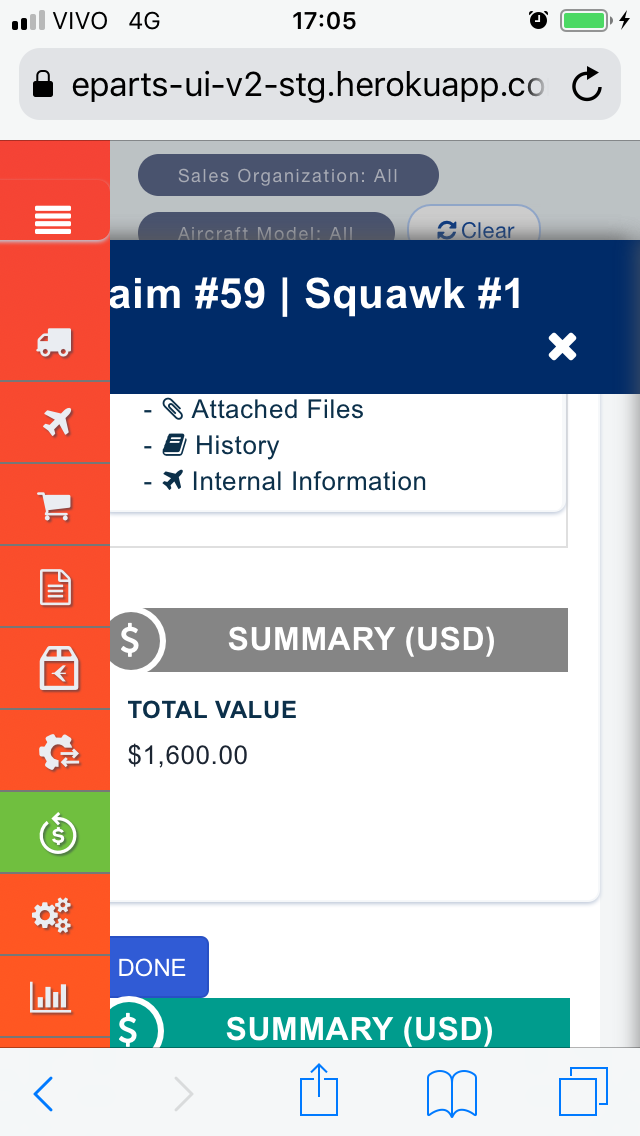 VIVO 4G 17:05
eparts-ui-v2-stg.herokuapp.co
Sales Organization: All
Aircraft Model: All
Clear
aim #59 | Squawk #1
- Attached Files
- History
- Internal Information
$ SUMMARY (USD)
TOTAL VALUE
$1,600.00
$
DONE
$ SUMMARY (USD)